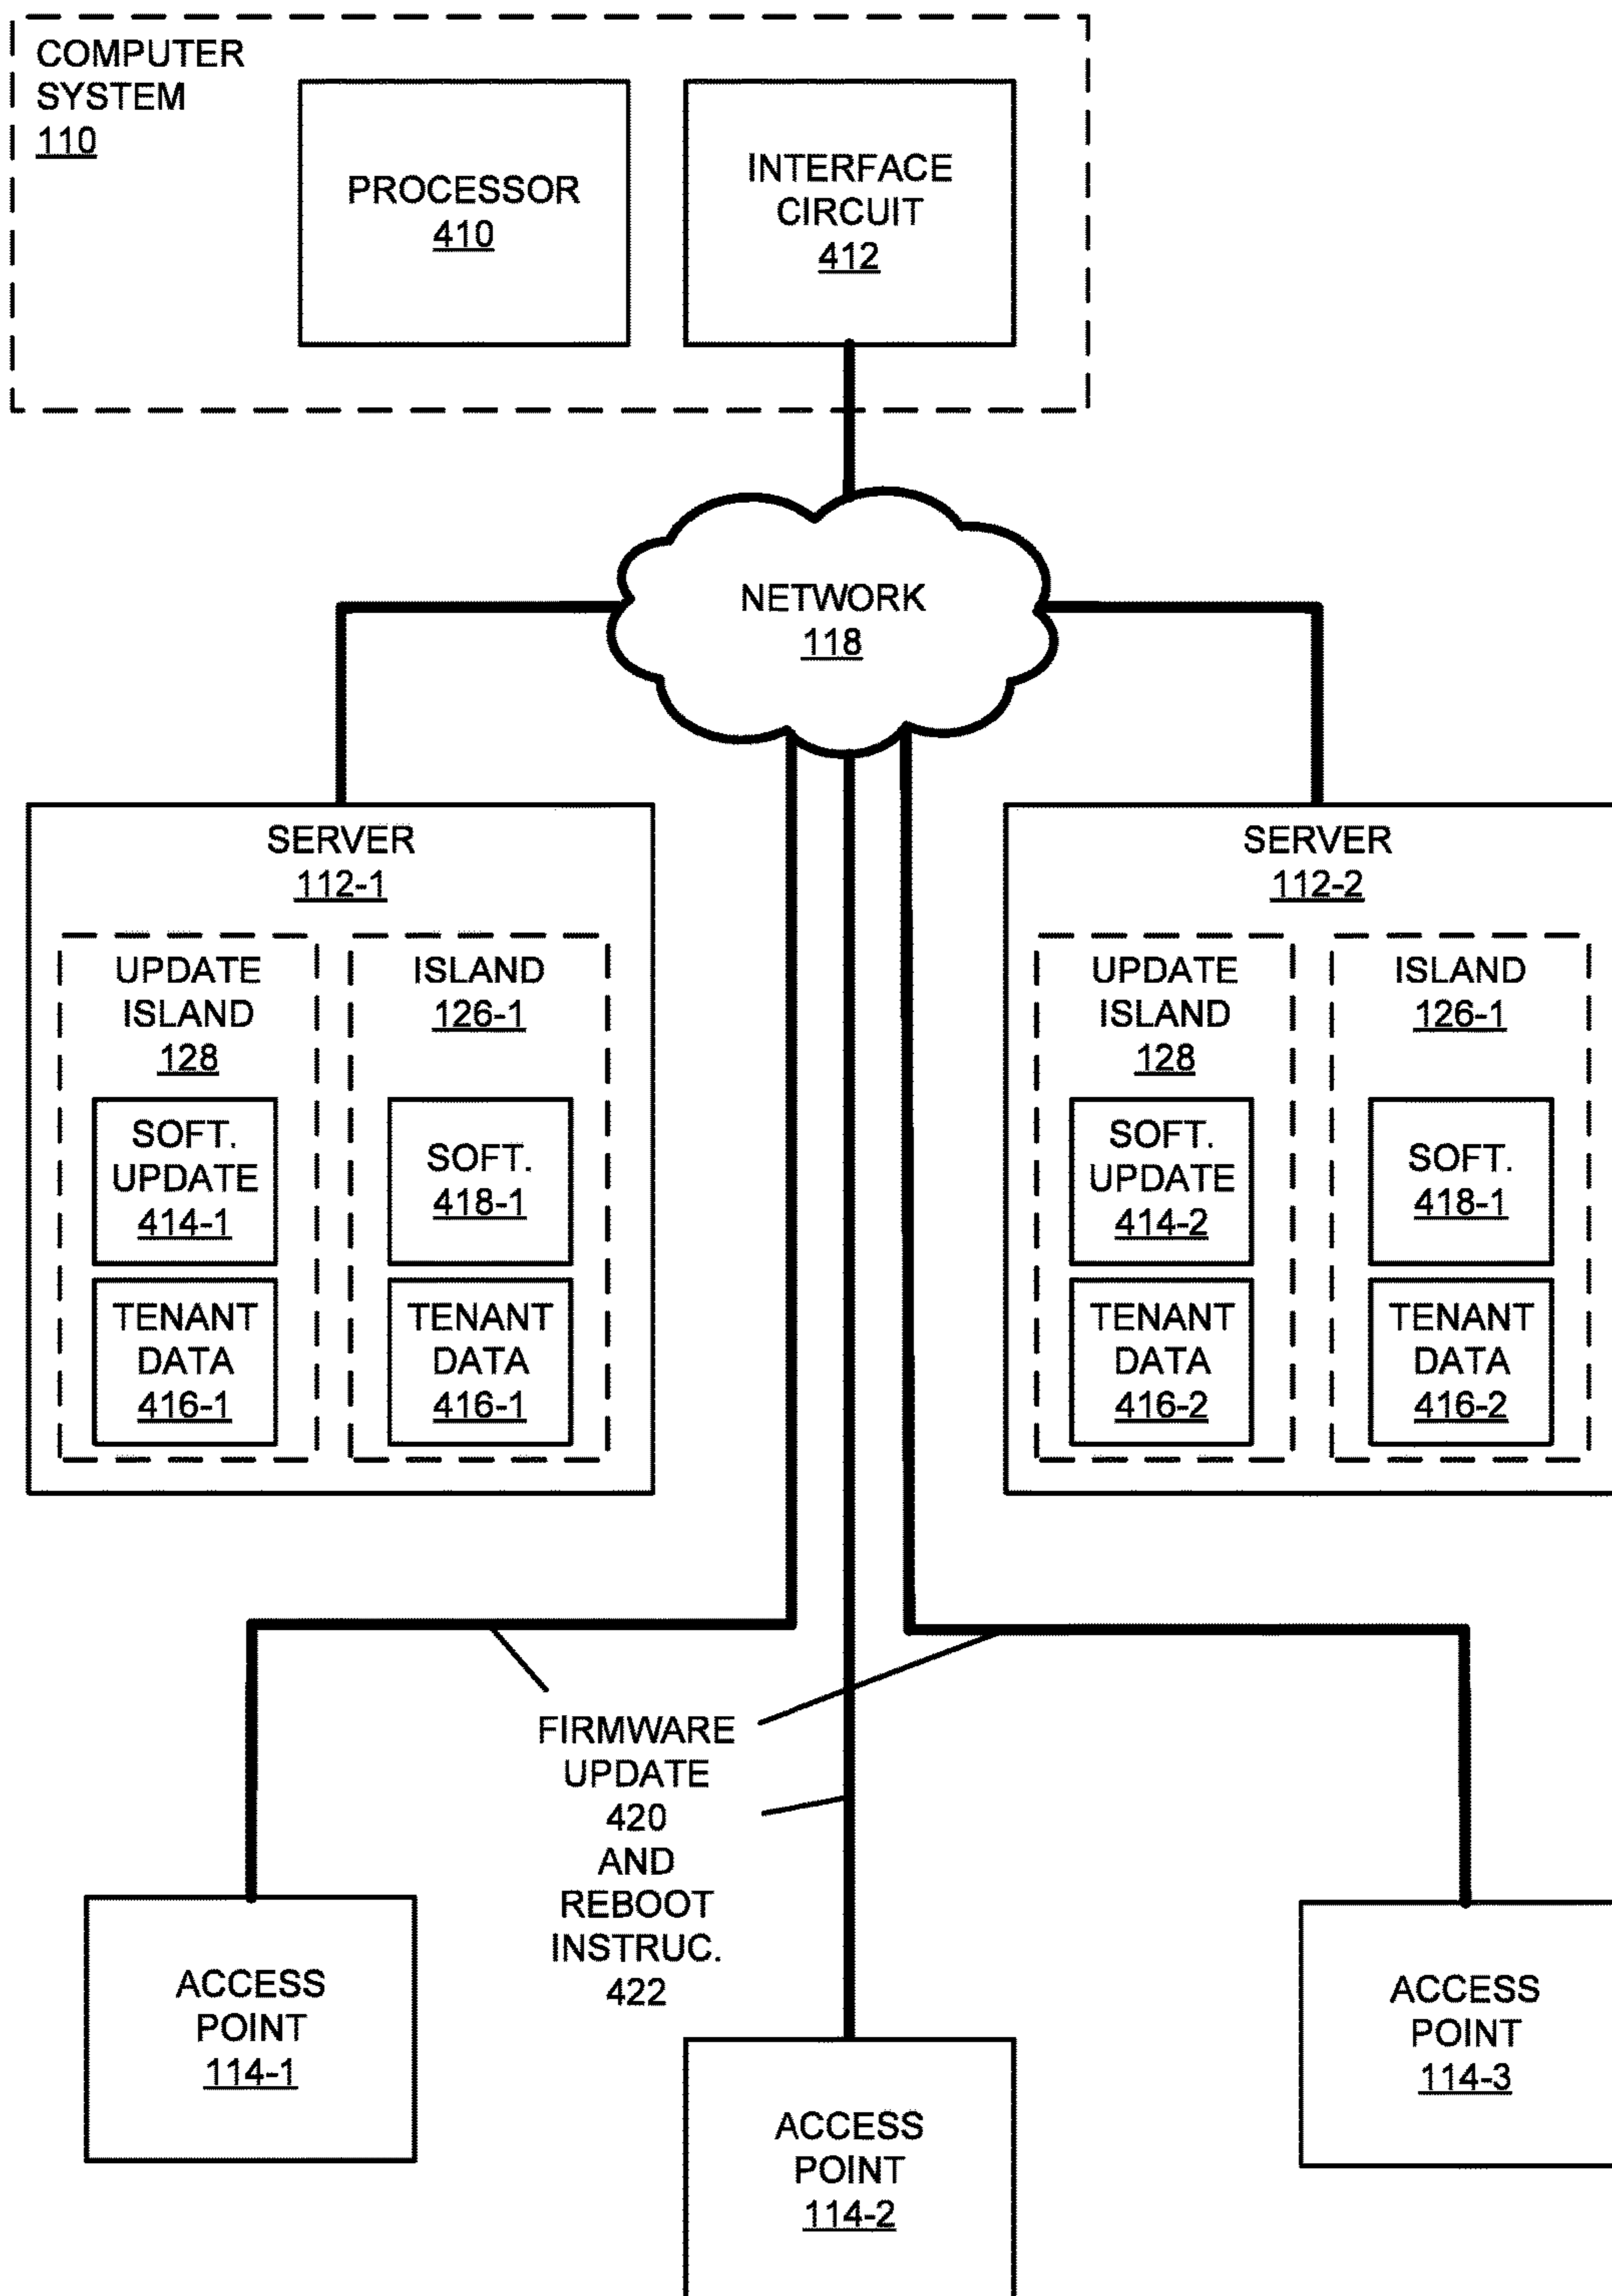 COMPUTER
SYSTEM
110
PROCESSOR
410
INTERFACE
CIRCUIT
412
NETWORK
118
SERVER
112-1
UPDATE
ISLAND
128
SOFT.
UPDATE
414-1
TENANT
DATA
416-1
ISLAND
126-1
SOFT.
418-1
TENANT
DATA
416-1
SERVER
112-2
UPDATE
ISLAND
128
SOFT.
UPDATE
414-2
TENANT
DATA
416-2
ISLAND
126-1
SOFT.
418-1
TENANT
DATA
416-2
FIRMWARE
UPDATE
420
AND
REBOOT
INSTRUC.
422
ACCESS
POINT
114-1
ACCESS
POINT
114-2
ACCESS
POINT
114-3